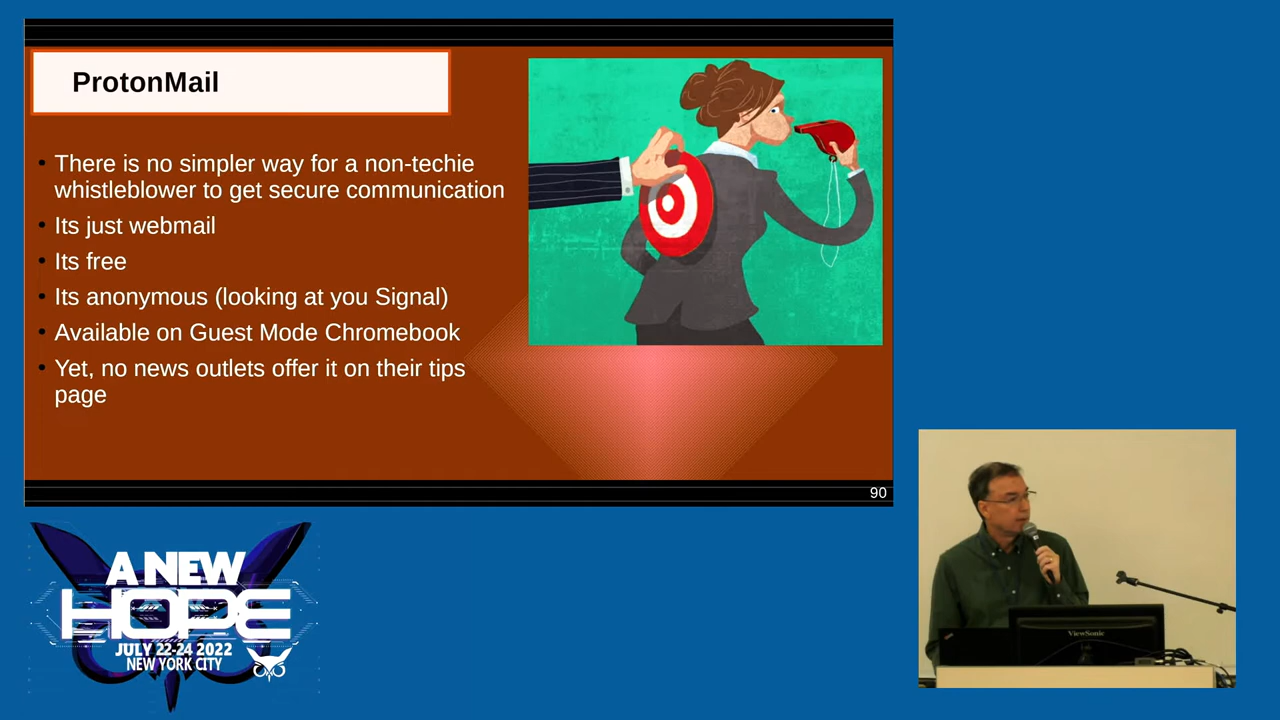 ProtonMail
There is no simpler way for a non-techie
whistleblower to get secure communication
Its just webmail
Its free
Its anonymous (looking at you Signal)
Available on Guest Mode Chromebook
Yet, no news outlets offer it on their tips
page
90
A NEW
HOPE
JULY 22-24 2022
NEW YORK CITY
ViewSonic